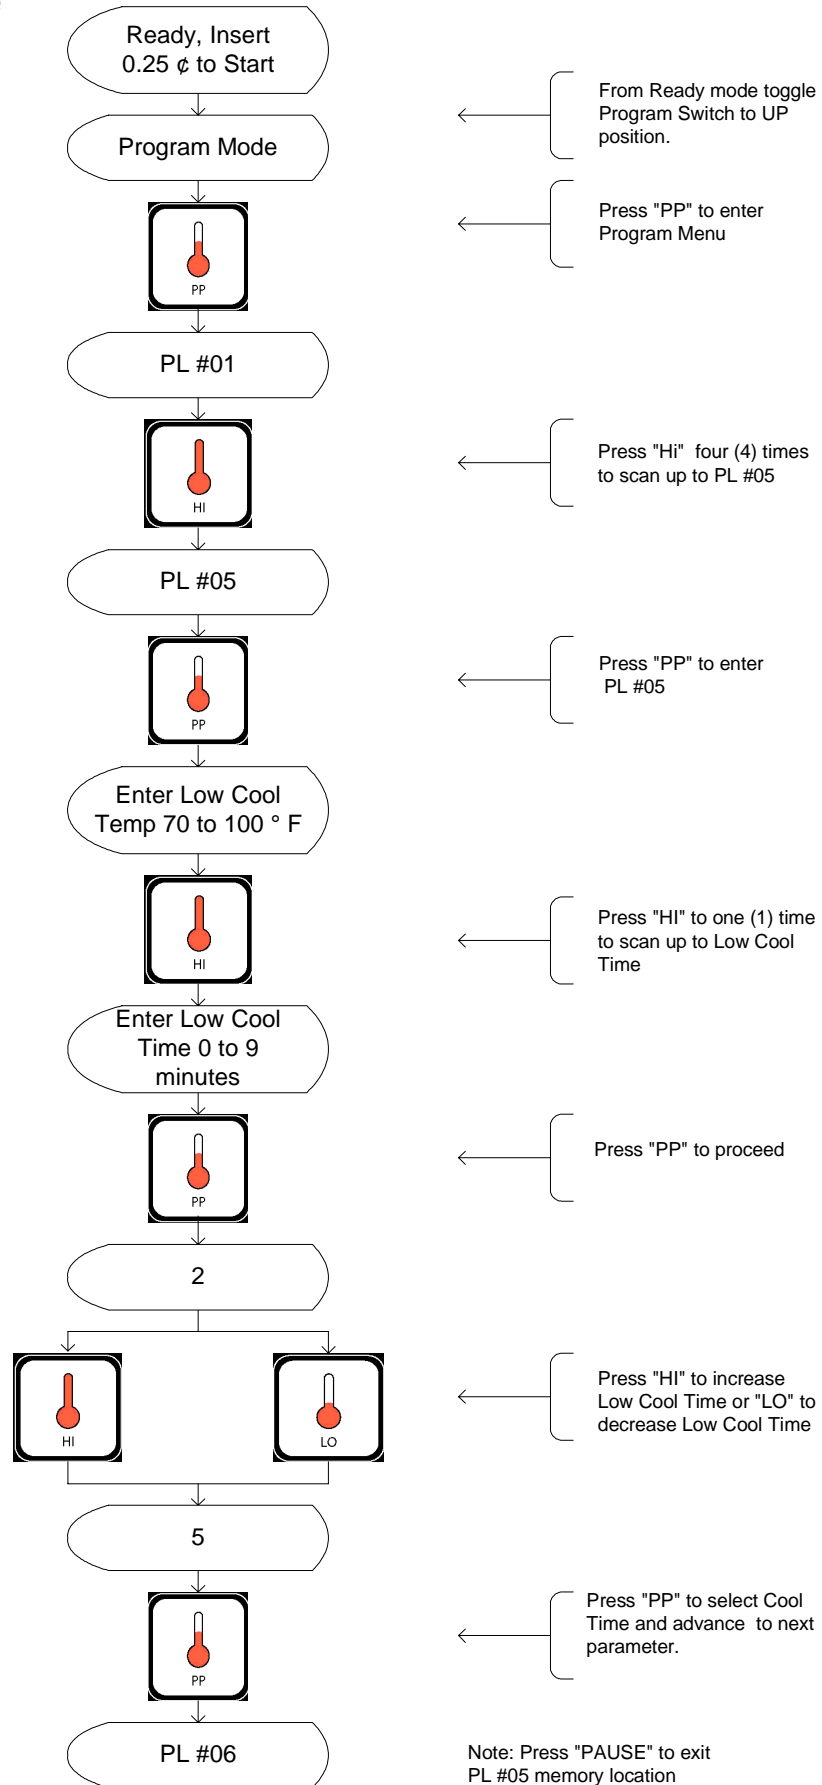 Ready, Insert
0.25 ¢ to Start
From Ready mode toggle
Program Switch to UP
position.
Program Mode
Press "PP" to enter
Program Menu
PP
PL #01
Press "Hi"  four (4) times
to scan up to PL #05
HI
PL #05
Press "PP" to enter
PL #05
PP
Enter Low Cool
Temp 70 to 100 ° F
Press "HI" to one (1) time
to scan up to Low Cool
Time
HI
Enter Low Cool
Time 0 to 9
minutes
Press "PP" to proceed
PP
2
Press "HI" to increase
Low Cool Time or "LO" to
decrease Low Cool Time
HI
LO
5
Press "PP" to select Cool
Time and advance  to next
parameter.
PP
PL #06
Note: Press "PAUSE" to exit
PL #05 memory location